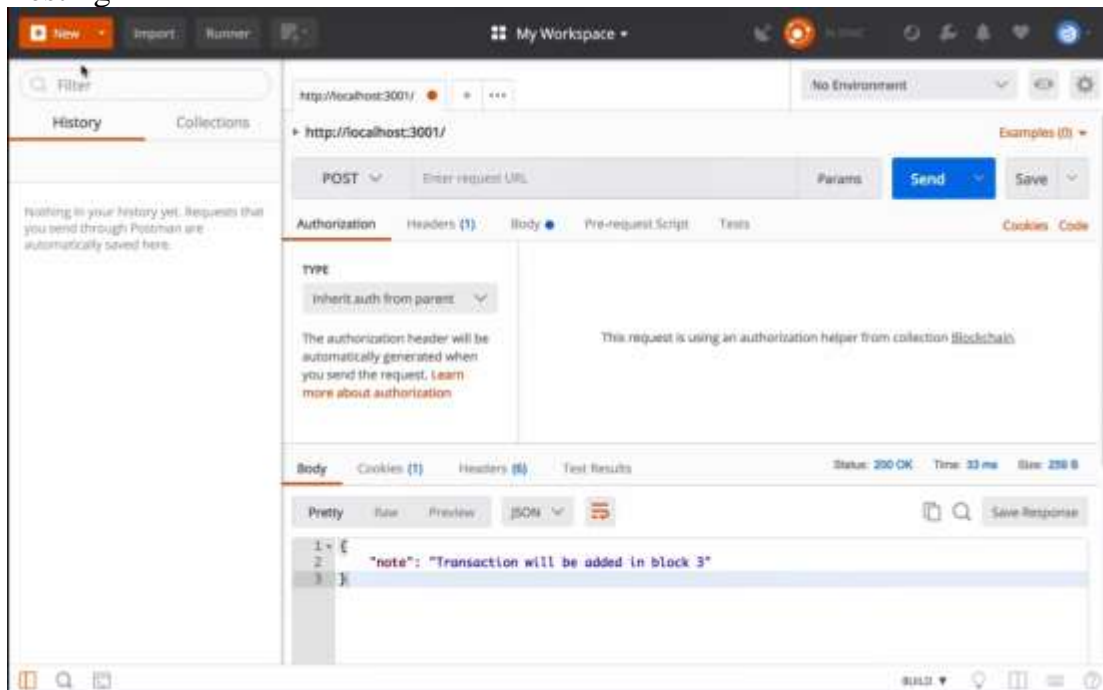 New Import Runner My Workspace
Filter
History Collections
Nothing in your history yet. Requests that
you send through Postman are
automatically saved here.
http://localhost:3001/ + ••• No Environment
http://localhost:3001/ Examples (0)
POST Enter request URL Params Send Save
Authorization Headers (1) Body Pre-request Script Tests Cookies Code
TYPE
Inherit auth from parent
The authorization header will be
automatically generated when
you send the request. Learn
more about authorization
This request is using an authorization helper from collection Blockchain.
Body Cookies (1) Headers (6) Test Results Status: 200 OK Time: 33 ms Size: 259 B
Pretty Raw Preview JSON Save Response
1 {
2 "note": "Transaction will be added in block 3"
3 }
BUILD